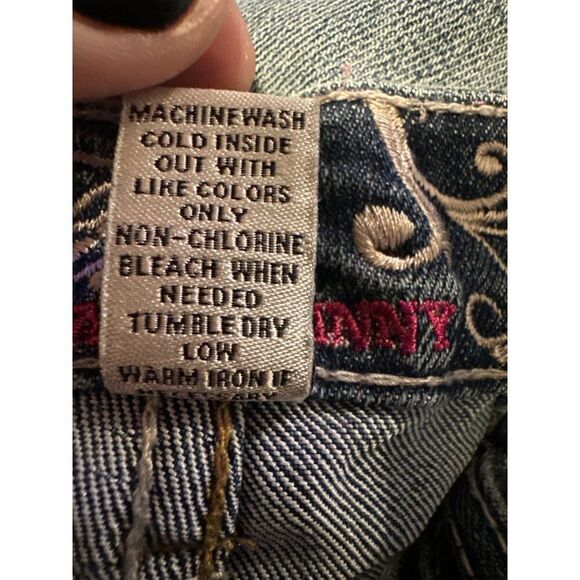 MACHINE WASH
COLD INSIDE
OUT WITH
LIKE COLORS
ONLY
NON-CHLORINE
BLEACH WHEN
NEEDED
TUMBLE DRY
LOW
WARM IRON IF
NECESSARY